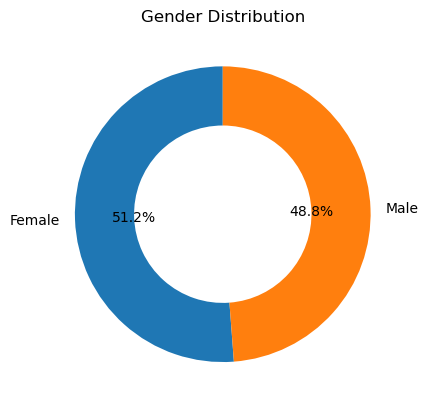 Gender Distribution
48.8%
Male
Female
51.2%